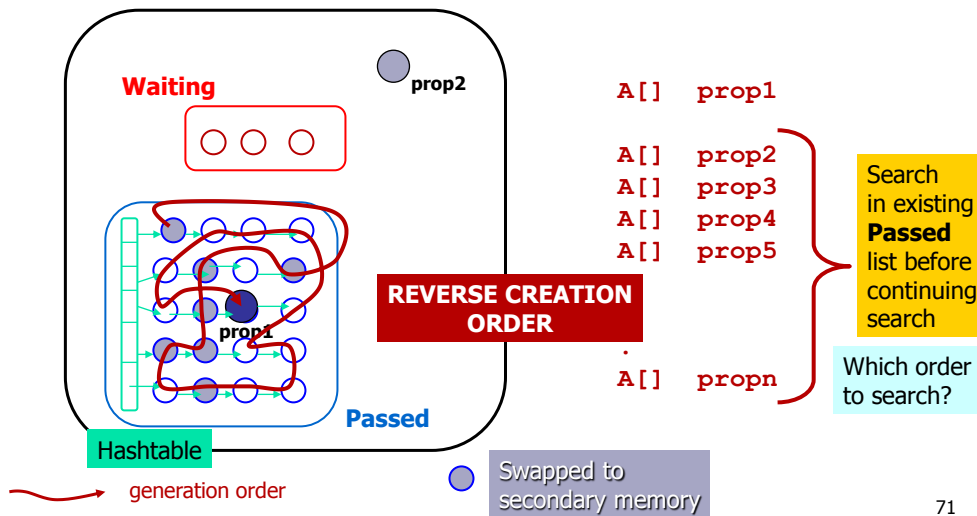 prop2
Waiting
prop1
Passed
Hashtable
generation order
A[] prop1
A[] prop2
A[] prop3
A[] prop4
A[] prop5
REVERSE CREATION
ORDER
.
A[] propn
Search
in existing
Passed
list before
continuing
search
Which order
to search?
Swapped to
secondary memory
71